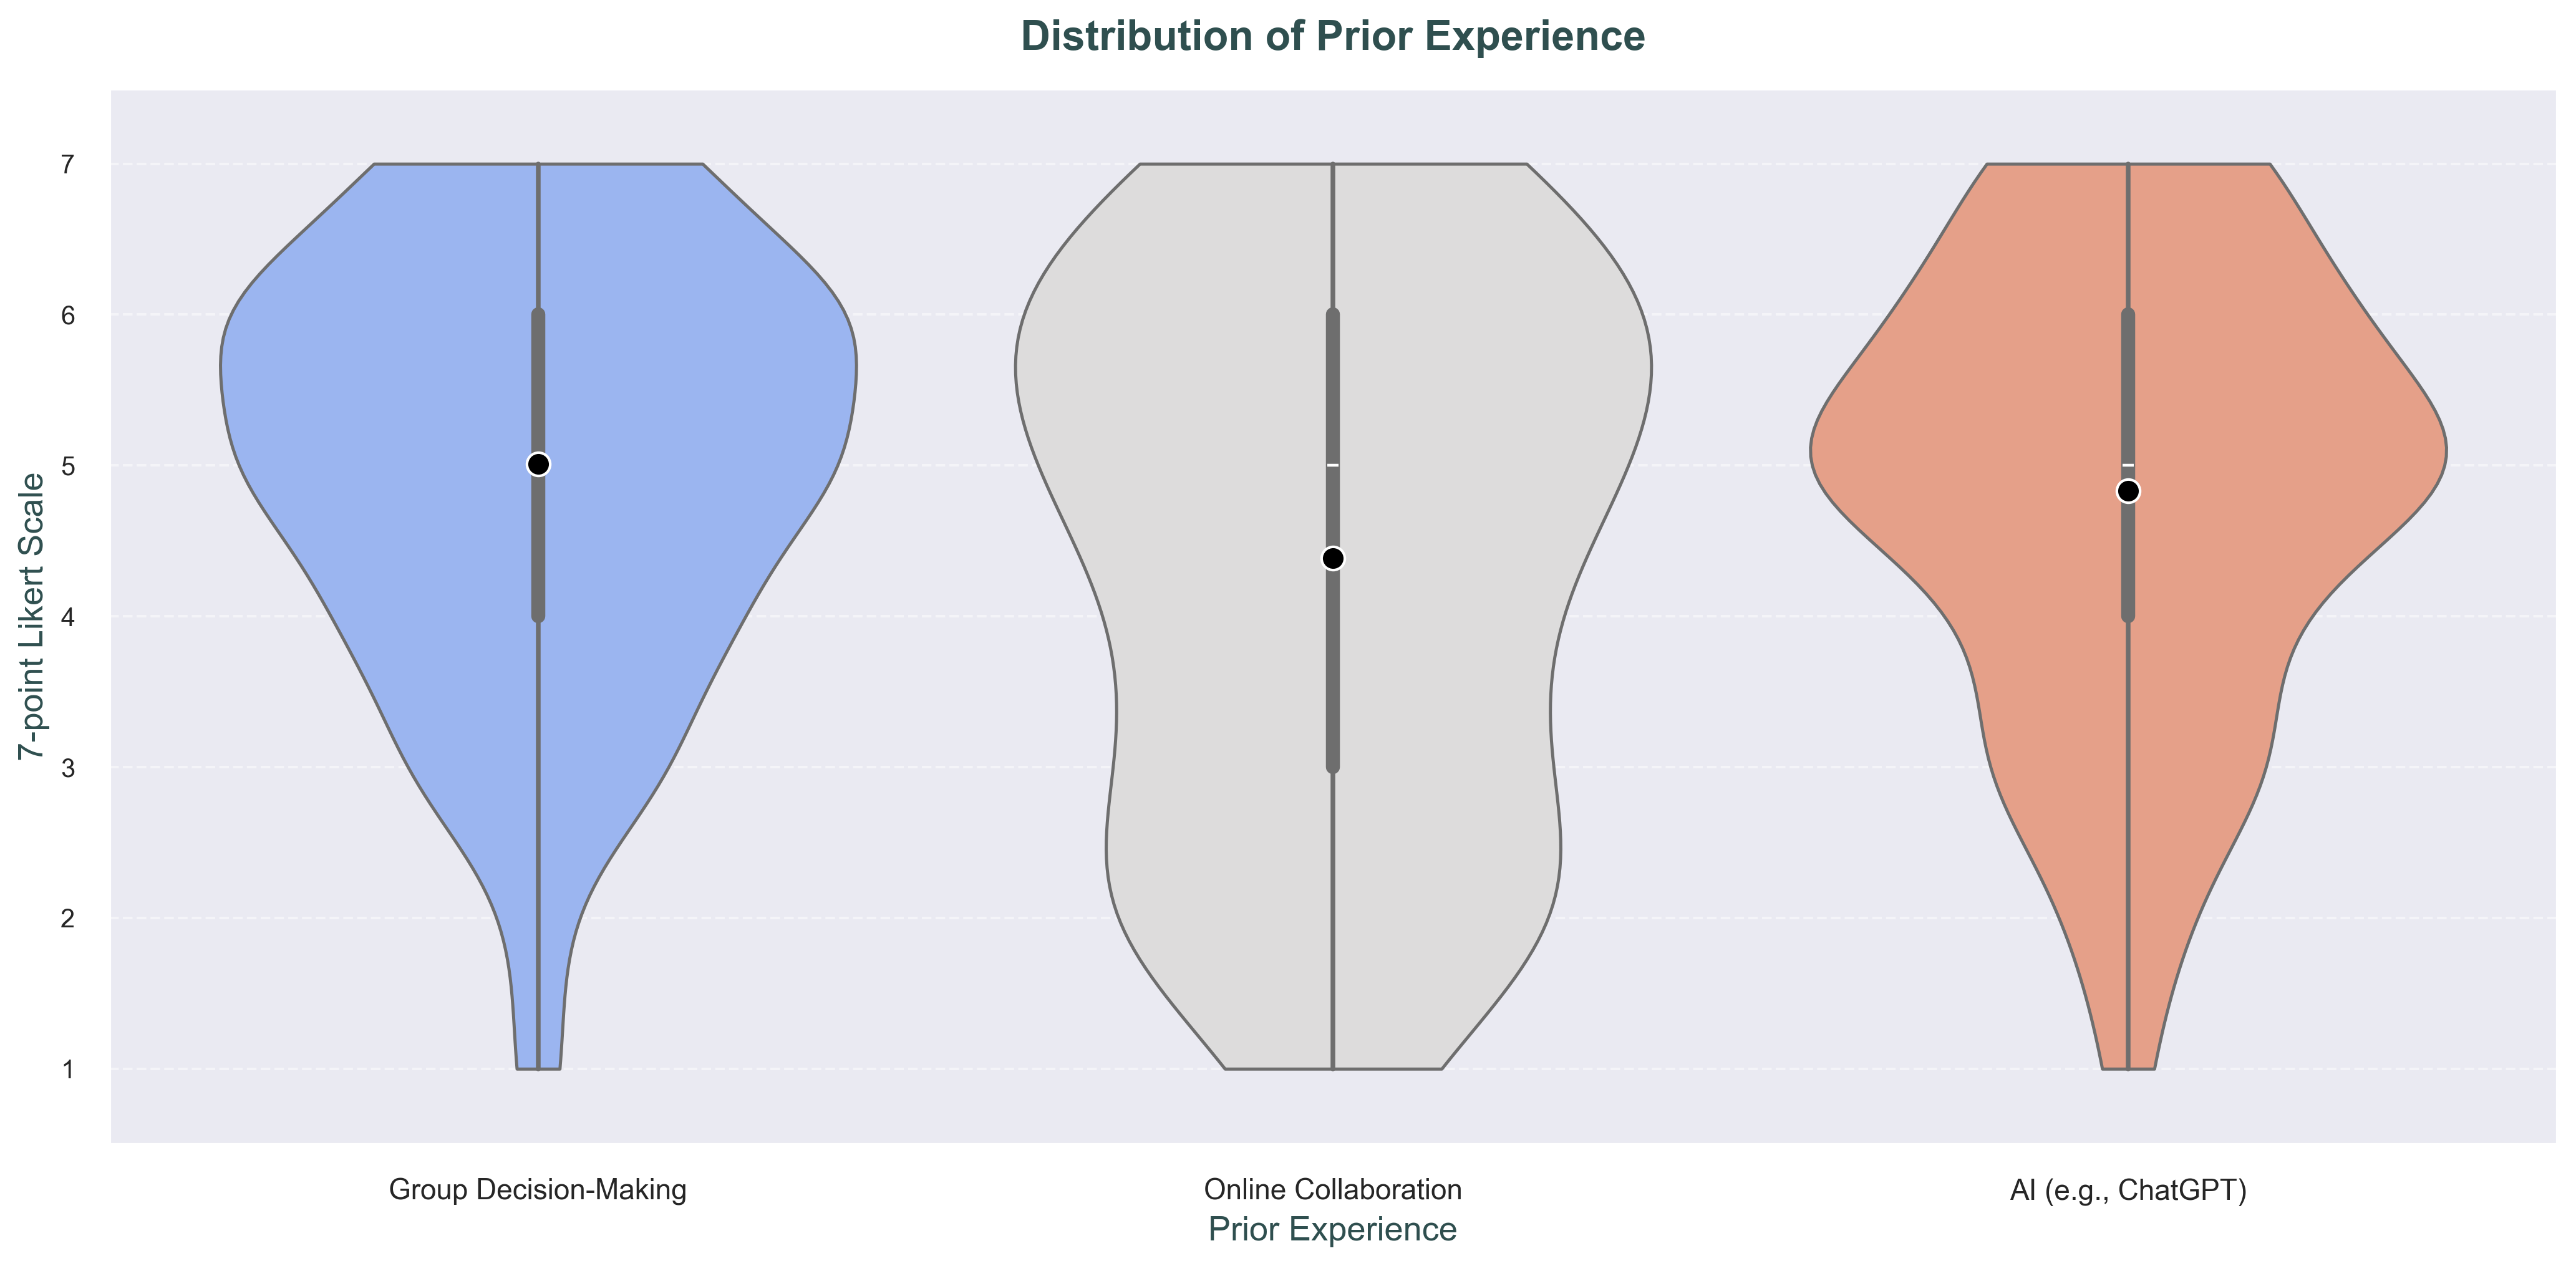 Distribution of Prior Experience
7-point Likert Scale
7
6
5
4
3
2
1
Group Decision-Making
Online Collaboration
AI (e.g., ChatGPT)
Prior Experience